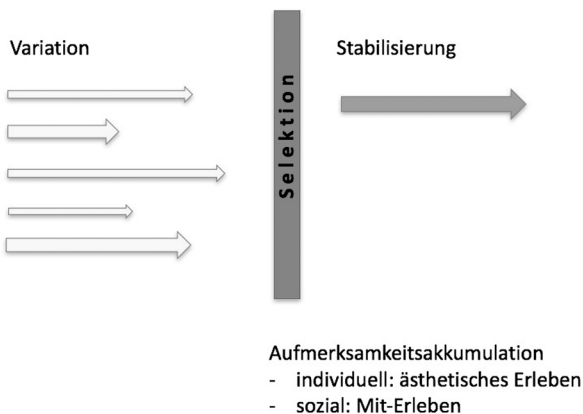 Variation
Stabilisierung
Selektion
Aufmerksamkeitsakkumulation
- individuell: ästhetisches Erleben
- sozial: Mit-Erleben